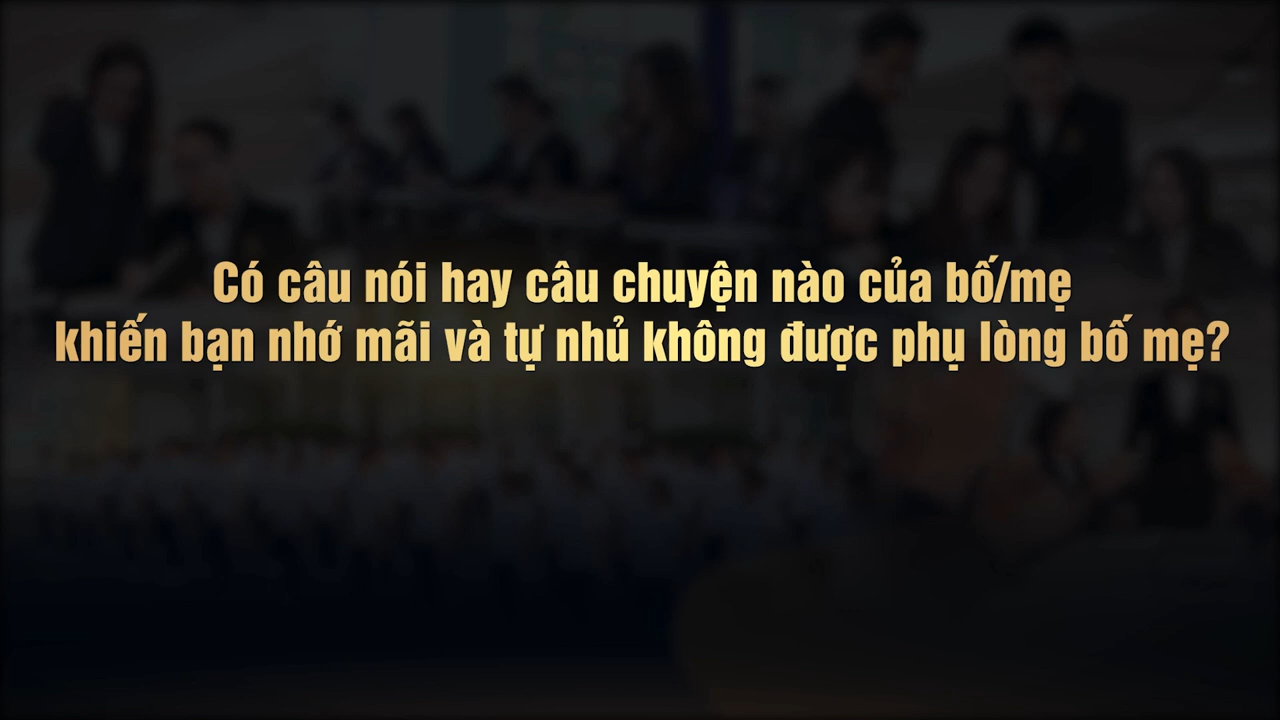 Có câu nói hay câu chuyện nào của bố/mẹ
khiến bạn nhớ mãi và tự nhủ không được phụ lòng bố mẹ?